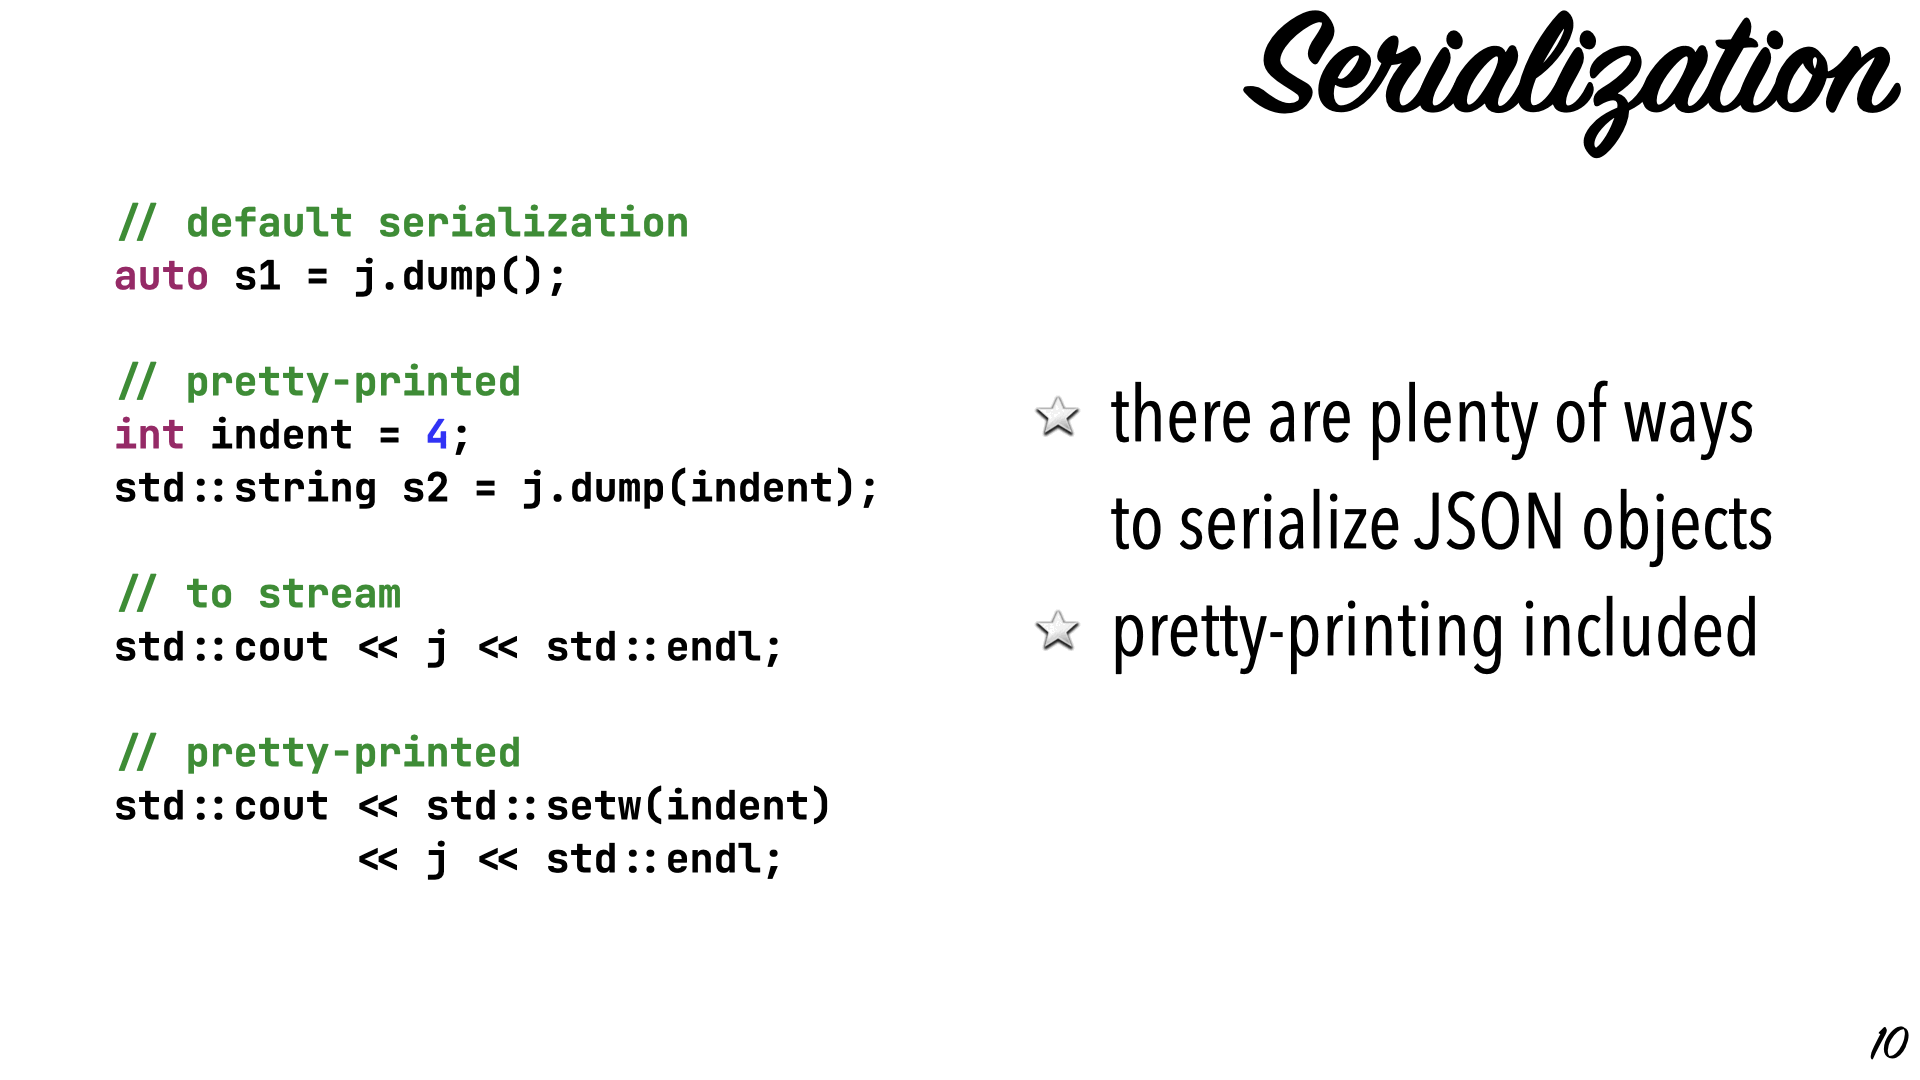 Serialization
// default serialization
auto s1 = j.dump();
// pretty-printed
int indent = 4;
std::string s2 = j.dump(indent);
// to stream
std::cout << j << std::endl;
// pretty-printed
std::cout << std::setw(indent)
<< j << std::endl;
there are plenty of ways
to serialize JSON objects
pretty-printing included
10